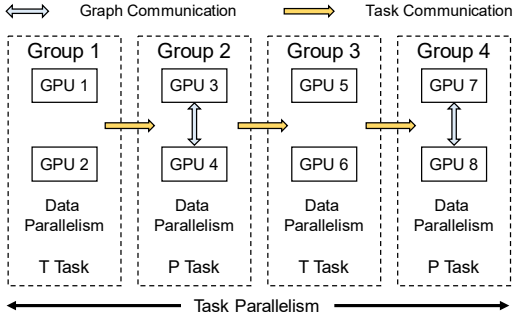 Graph Communication
Task Communication
Group 1
Group 2
Group 3
Group 4
GPU 1
GPU 3
GPU 5
GPU 7
GPU 2
GPU 4
GPU 6
GPU 8
Data
Parallelism
Data
Parallelism
Data
Parallelism
Data
Parallelism
T Task
P Task
T Task
P Task
Task Parallelism